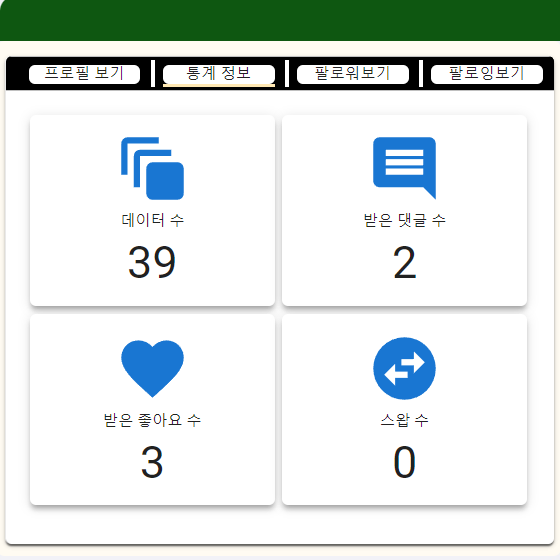 프로필 보기 통계 정보 팔로워보기 팔로잉보기
데이터 수 받은 댓글 수
39 2
받은 좋아요 수 스왑 수
3 0